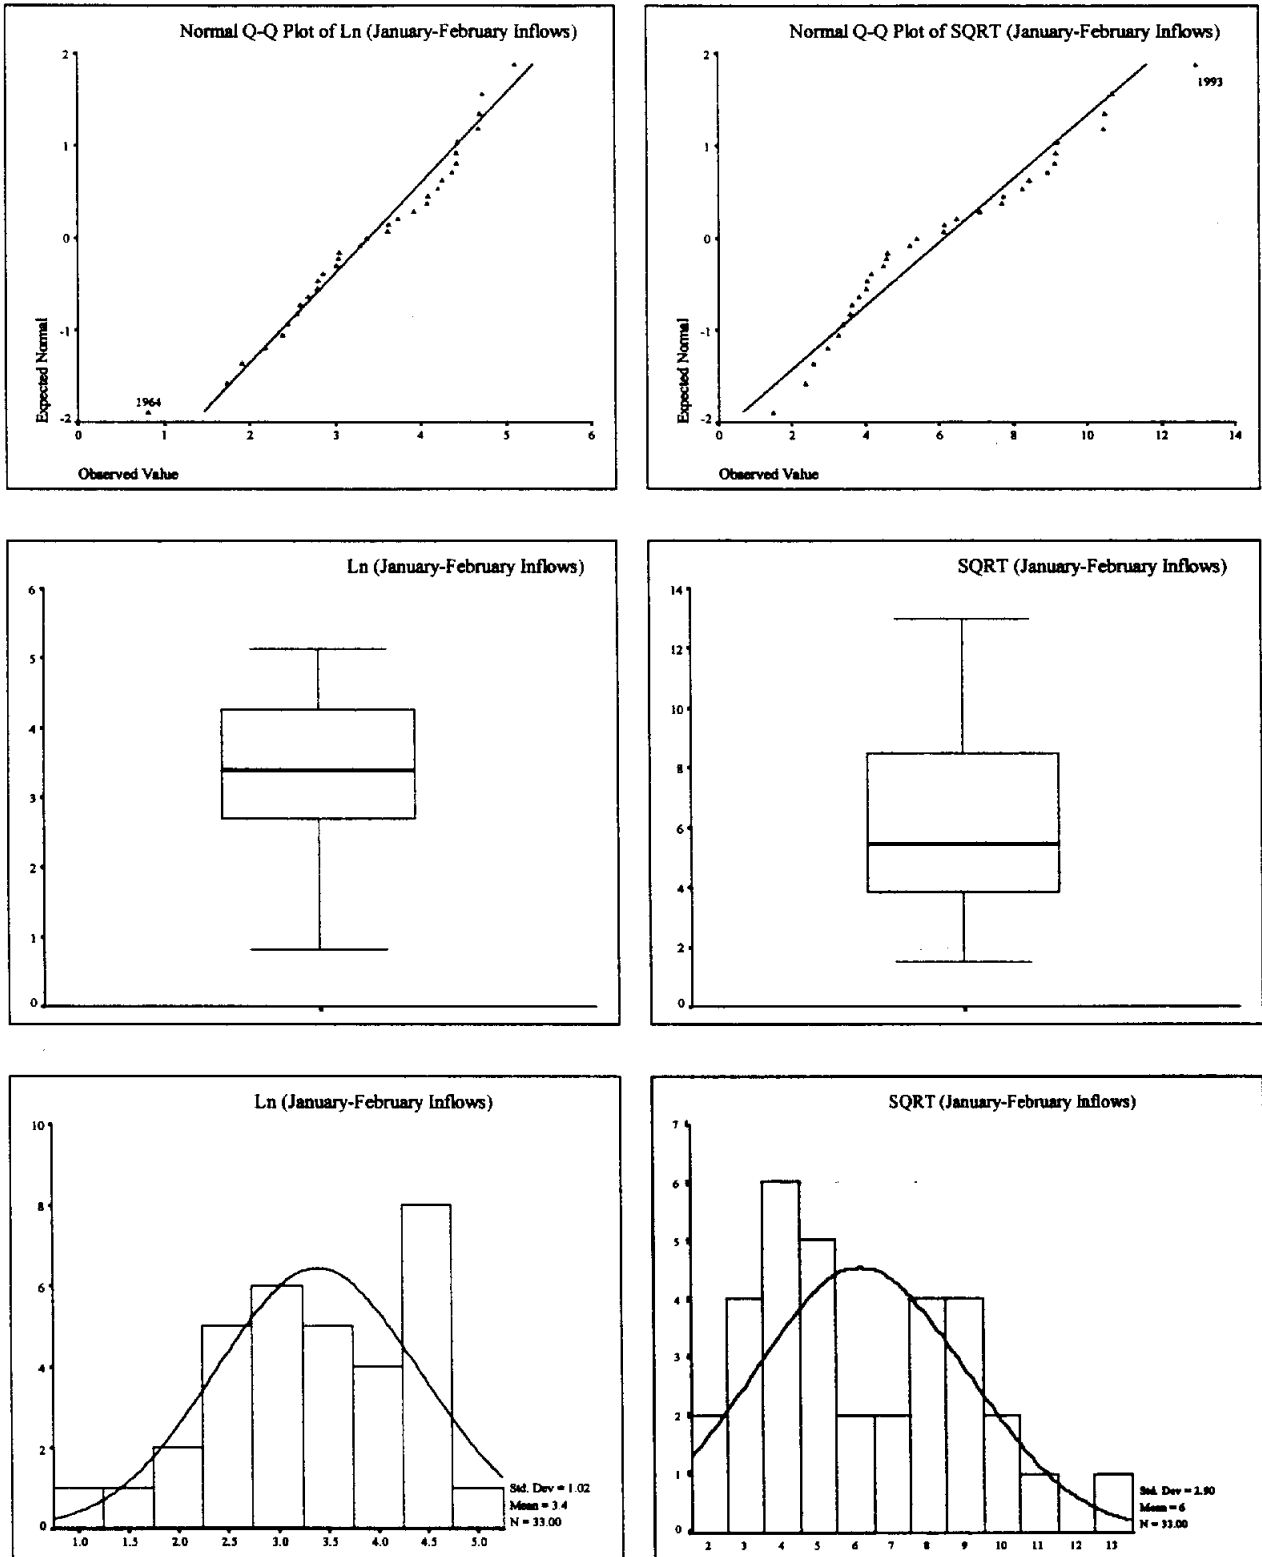 Normal Q-Q Plot of Ln (January-February Inflows)
2
1
0
-1
-2
Expected Normal
1964
0 1 2 3 4 5 6
Observed Value
Normal Q-Q Plot of SQRT (January-February Inflows)
2
1
0
-1
-2
Expected Normal
1993
0 2 4 6 8 10 12 14
Observed Value
Ln (January-February Inflows)
6
5
4
3
2
1
0
SQRT (January-February Inflows)
14
12
10
8
6
4
2
0
Ln (January-February Inflows)
10
8
6
4
2
0
1.0 1.5 2.0 2.5 3.0 3.5 4.0 4.5 5.0
Std. Dev = 1.02
Mean = 3.4
N = 33.00
SQRT (January-February Inflows)
7
6
5
4
3
2
1
0
2 3 4 5 6 7 8 9 10 11 12 13
Std. Dev = 2.90
Mean = 6
N = 33.00